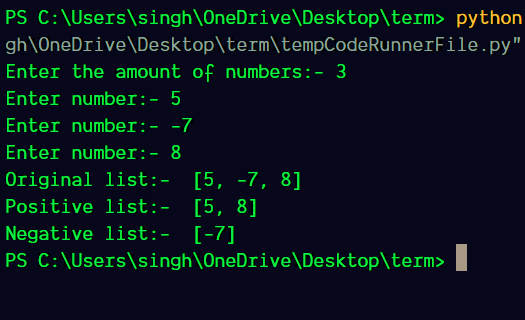 PS C:\Users\singh\OneDrive\Desktop\term> python
gh\OneDrive\Desktop\term\tempCodeRunnerFile.py"
Enter the amount of numbers:- 3
Enter number:- 5
Enter number:- -7
Enter number:- 8
Original list:-  [5, -7, 8]
Positive list:-  [5, 8]
Negative list:-  [-7]
PS C:\Users\singh\OneDrive\Desktop\term>